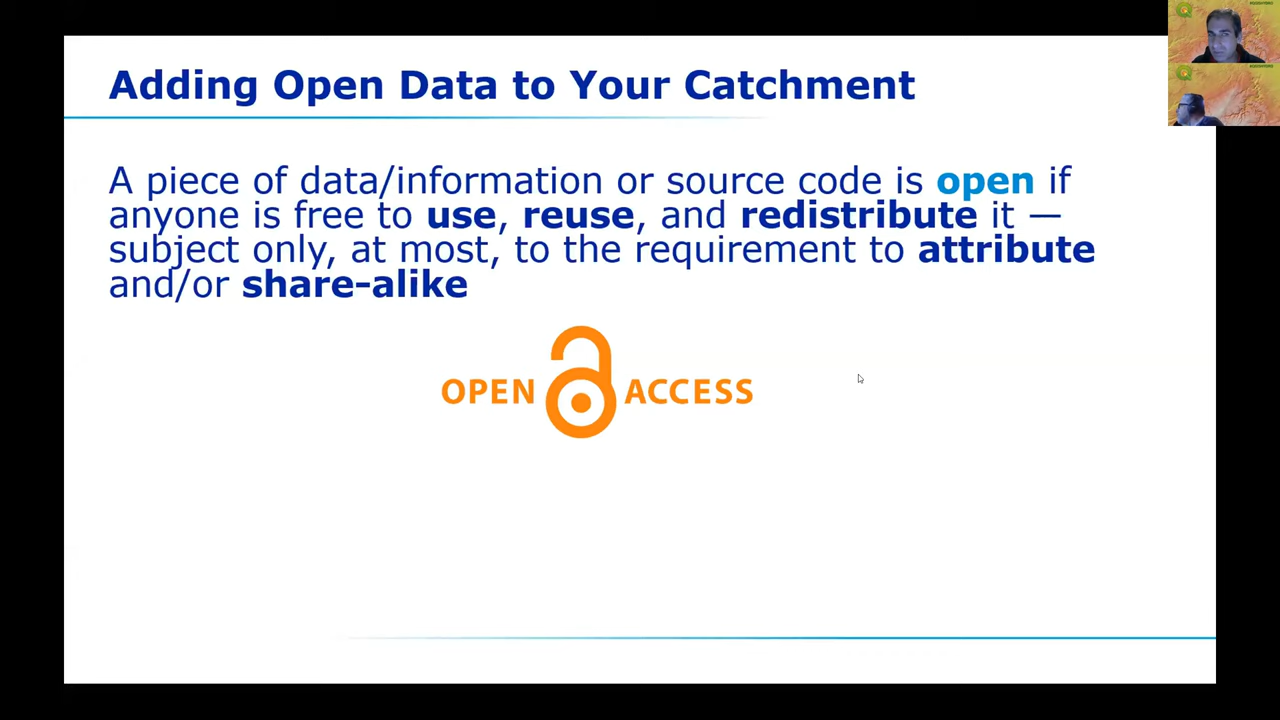 Adding Open Data to Your Catchment
A piece of data/information or source code is open if
anyone is free to use, reuse, and redistribute it —
subject only, at most, to the requirement to attribute
and/or share-alike
OPEN ACCESS